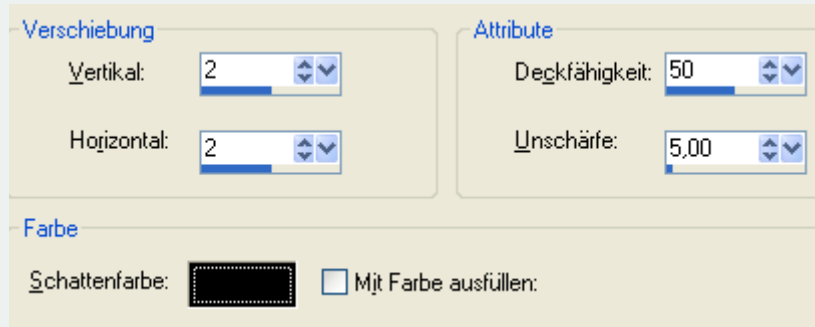 Verschiebung
Vertikal: 2
Horizontal: 2
Attribute
Deckfähigkeit: 50
Unschärfe: 5,00
Farbe
Schattenfarbe:
Mit Farbe ausfüllen: